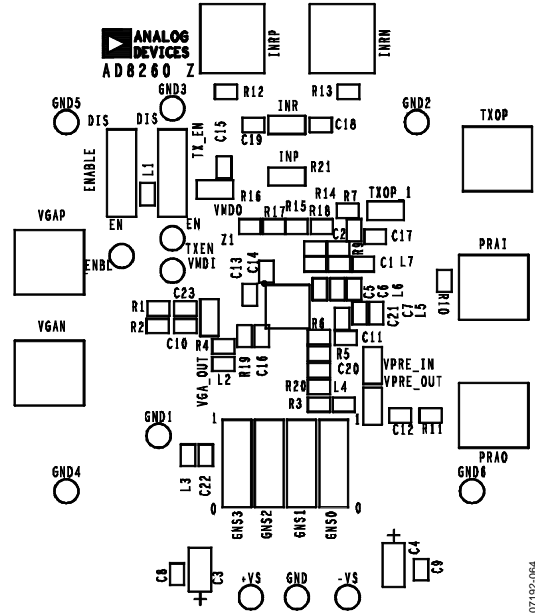 ANALOG
DEVICES
AD8260 Z
INRP
INRN
GND3
R12
R13
GND5
GND2
DIS
DIS
TX_EN
C15
INR
C19
C18
TXOP
ENABLE
L1
INP
R21
R16
R14
R7
TXOP_1
VMDO
R17
R15
R18
VGAP
EN
EN
TXEN
Z1
C2
R9
C17
ENBL
VMDI
C1
L7
PRAI
C13
C14
C5
C6
L6
R10
R1
C23
C21
C7
L5
R2
C10
R6
VGAN
R4
R19
C16
R5
C11
VGA_OUT
L2
C20
VPRE_IN
VPRE_OUT
R20
L4
R3
C12
R11
GND1
1
1
PRAO
L3
C22
GND4
GND6
0
0
GNS3
GNS2
GNS1
GNS0
C8
+
C3
+VS
GND
-VS
+
C4
C9
07192-064